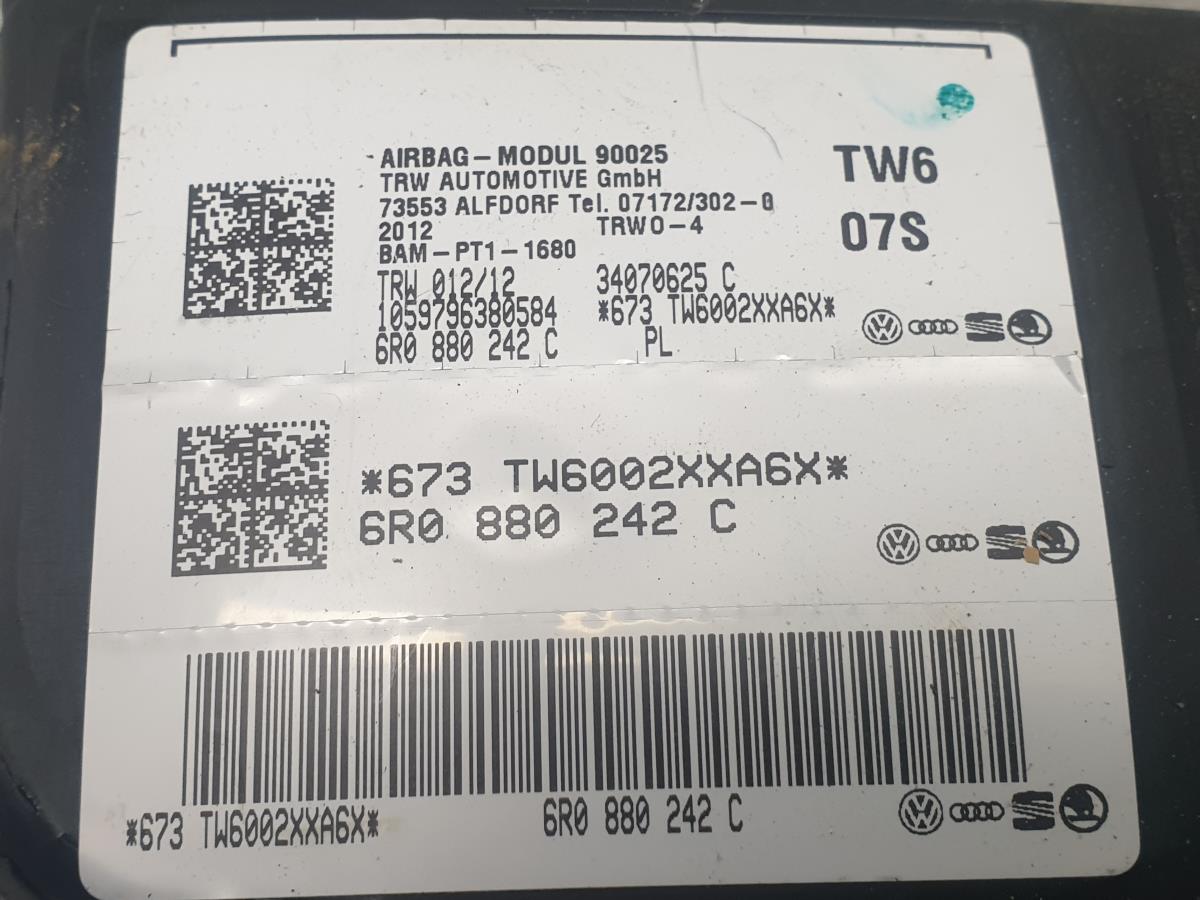 AIRBAG-MODUL 90025
TRW AUTOMOTIVE GmbH
73553 ALFDORF Tel. 07172/302-0
2012 TRWO-4
BAM-PT1-1680
TRW 012/12 34070625 C
1059796380584 *673 TW6002XXA6X*
6R0 880 242 C PL
TW6
07S
*673 TW6002XXA6X*
6R0 880 242 C
*673 TW6002XXA6X* 6R0 880 242 C